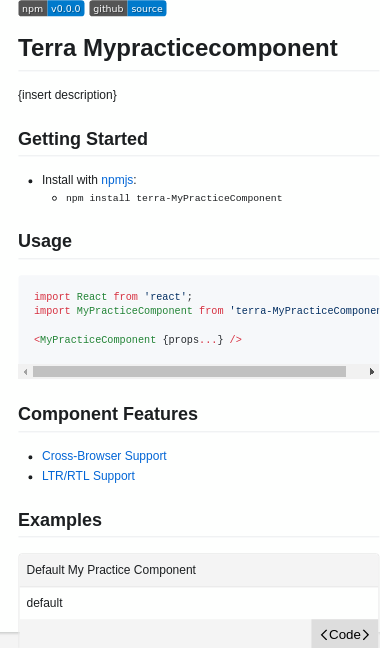 npm v0.0.0 github source
Terra Mypracticecomponent
{insert description}
Getting Started
Install with npmjs:
npm install terra-MyPracticeComponent
Usage
import React from 'react';
import MyPracticeComponent from 'terra-MyPracticeComponen
<MyPracticeComponent {props...} />
Component Features
Cross-Browser Support
LTR/RTL Support
Examples
Default My Practice Component
default
<Code>